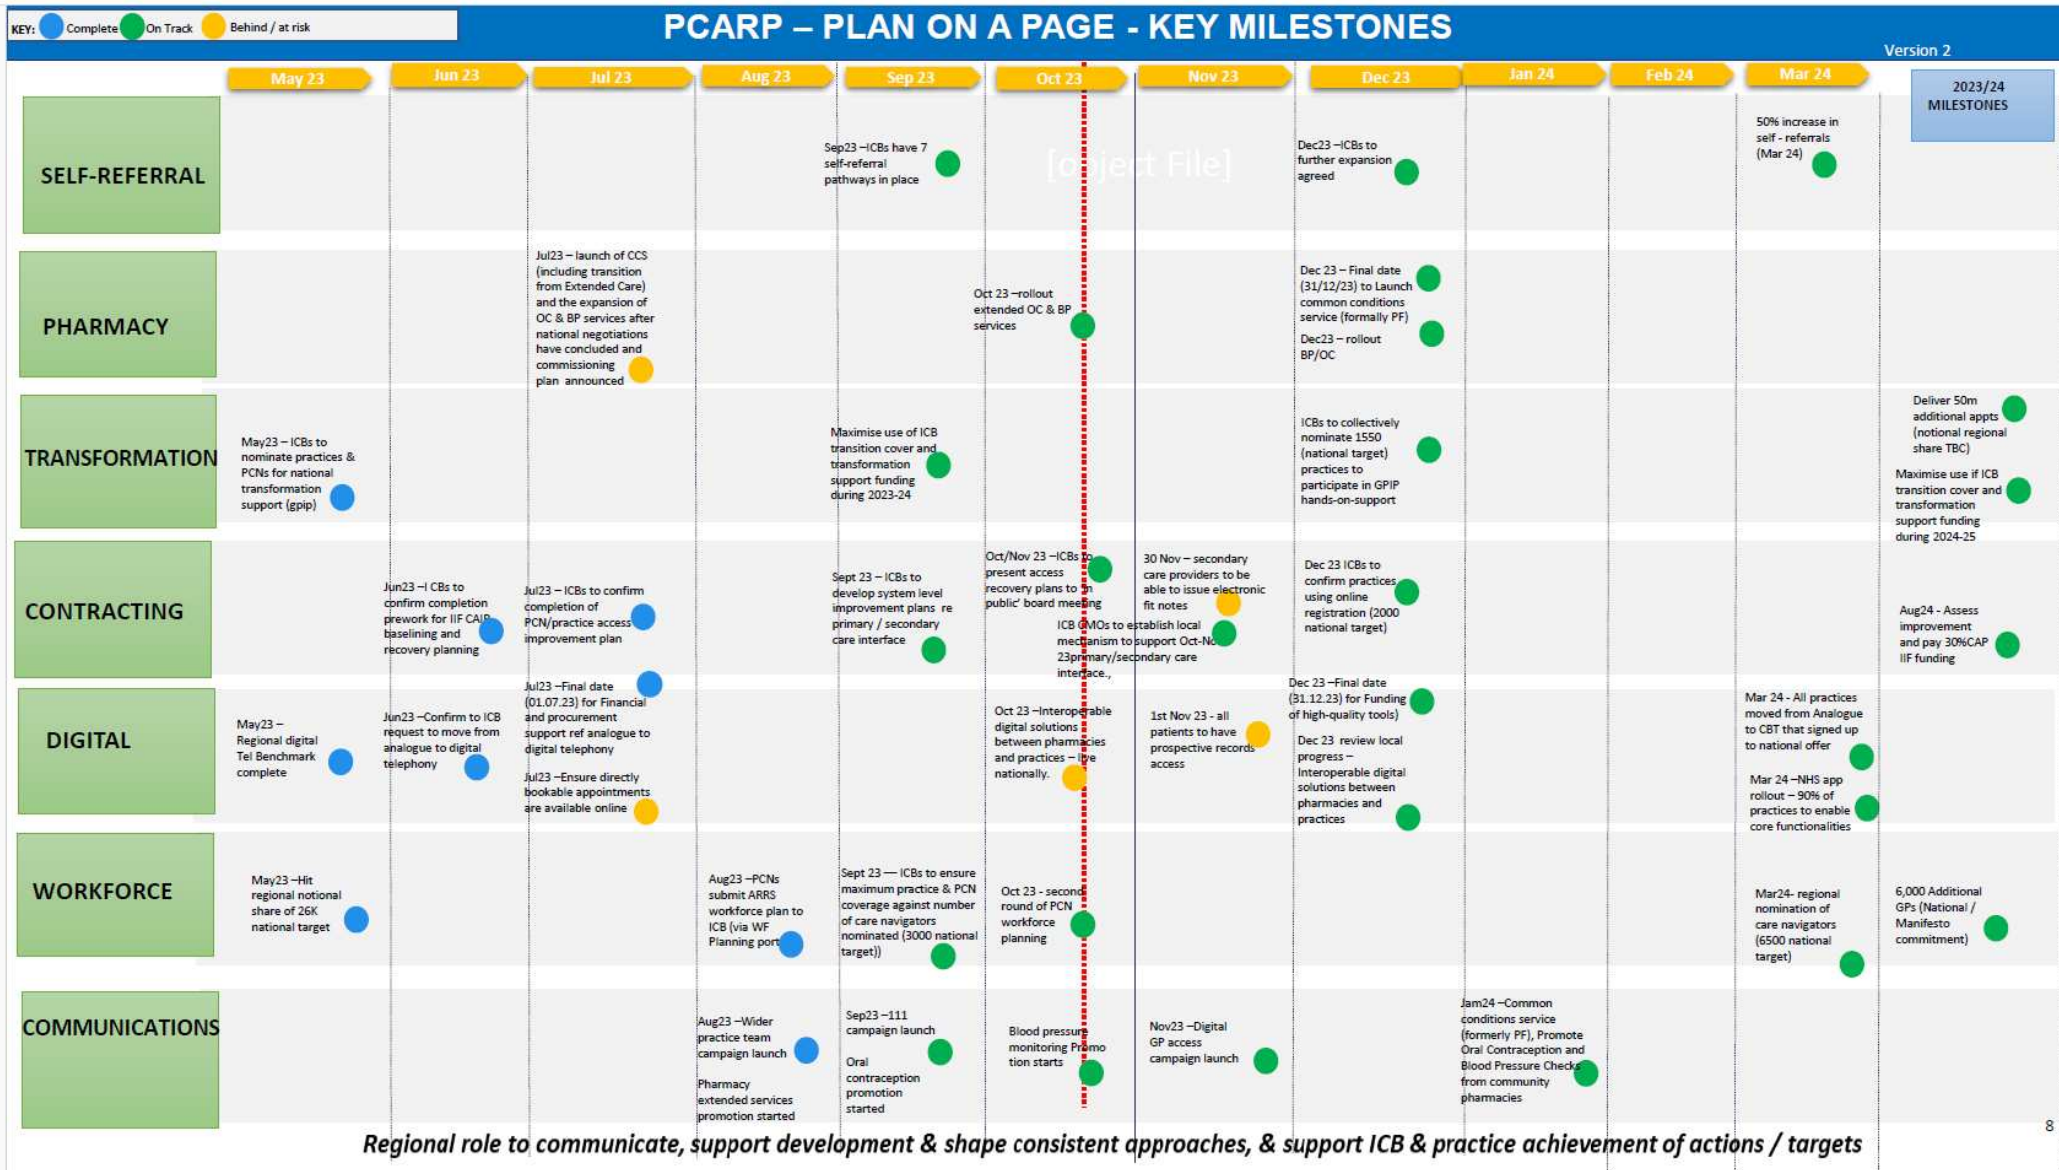 KEY: Complete On Track Behind / at risk
PCARP – PLAN ON A PAGE - KEY MILESTONES
Version 2
May 23 Jun 23 Jul 23 Aug 23 Sep 23 Oct 23 Nov 23 Dec 23 Jan 24 Feb 24 Mar 24
2023/24
MILESTONES
SELF-REFERRAL
Sep23 –ICBs have 7
self-referral
pathways in place
[object File]
Dec23 –ICBs to
further expansion
agreed
50% increase in
self - referrals
(Mar 24)
PHARMACY
Jul23 – launch of CCS
(including transition
from Extended Care)
and the expansion of
OC & BP services after
national negotiations
have concluded and
commissioning
plan announced
Oct 23 –rollout
extended OC & BP
services
Dec 23 – Final date
(31/12/23) to Launch
common conditions
service (formally PF)
Dec23 – rollout
BP/OC
TRANSFORMATION
May23 – ICBs to
nominate practices &
PCNs for national
transformation
support (gpip)
Maximise use of ICB
transition cover and
transformation
support funding
during 2023-24
ICBs to collectively
nominate 1550
(national target)
practices to
participate in GPIP
hands-on-support
Deliver 50m
additional appts
(notional regional
share TBC)
Maximise use if ICB
transition cover and
transformation
support funding
during 2024-25
CONTRACTING
Jun23 –I CBs to
confirm completion
prework for IIF CAIP
baselining and
recovery planning
Jul23 – ICBs to confirm
completion of
PCN/practice access
improvement plan
Sept 23 – ICBs to
develop system level
improvement plans re
primary / secondary
care interface
Oct/Nov 23 –ICBs to
present access
recovery plans to 'in
public' board meeting
ICB CMOs to establish local
mechanism to support Oct-Nov
23primary/secondary care
interface.,
30 Nov – secondary
care providers to be
able to issue electronic
fit notes
Dec 23 ICBs to
confirm practices
using online
registration (2000
national target)
Aug24 - Assess
improvement
and pay 30%CAP
IIF funding
DIGITAL
May23 –
Regional digital
Tel Benchmark
complete
Jun23 –Confirm to ICB
request to move from
analogue to digital
telephony
Jul23 –Final date
(01.07.23) for Financial
and procurement
support ref analogue to
digital telephony
Jul23 –Ensure directly
bookable appointments
are available online
Oct 23 –Interoperable
digital solutions
between pharmacies
and practices – live
nationally.
1st Nov 23 - all
patients to have
prospective records
access
Dec 23 –Final date
(31.12.23) for Funding
of high-quality tools)
Dec 23 review local
progress –
Interoperable digital
solutions between
pharmacies and
practices
Mar 24 - All practices
moved from Analogue
to CBT that signed up
to national offer
Mar 24 –NHS app
rollout – 90% of
practices to enable
core functionalities
WORKFORCE
May23 –Hit
regional notional
share of 26K
national target
Aug23 –PCNs
submit ARRS
workforce plan to
ICB (via WF
Planning port
Sept 23 –– ICBs to ensure
maximum practice & PCN
coverage against number
of care navigators
nominated (3000 national
target))
Oct 23 - second
round of PCN
workforce
planning
Mar24- regional
nomination of
care navigators
(6500 national
target)
6,000 Additional
GPs (National /
Manifesto
commitment)
COMMUNICATIONS
Aug23 –Wider
practice team
campaign launch
Pharmacy
extended services
promotion started
Sep23 –111
campaign launch
Oral
contraception
promotion
started
Blood pressure
monitoring Promo
tion starts
Nov23 –Digital
GP access
campaign launch
Jam24 –Common
conditions service
(formerly PF), Promote
Oral Contraception and
Blood Pressure Checks
from community
pharmacies
8
Regional role to communicate, support development & shape consistent approaches, & support ICB & practice achievement of actions / targets